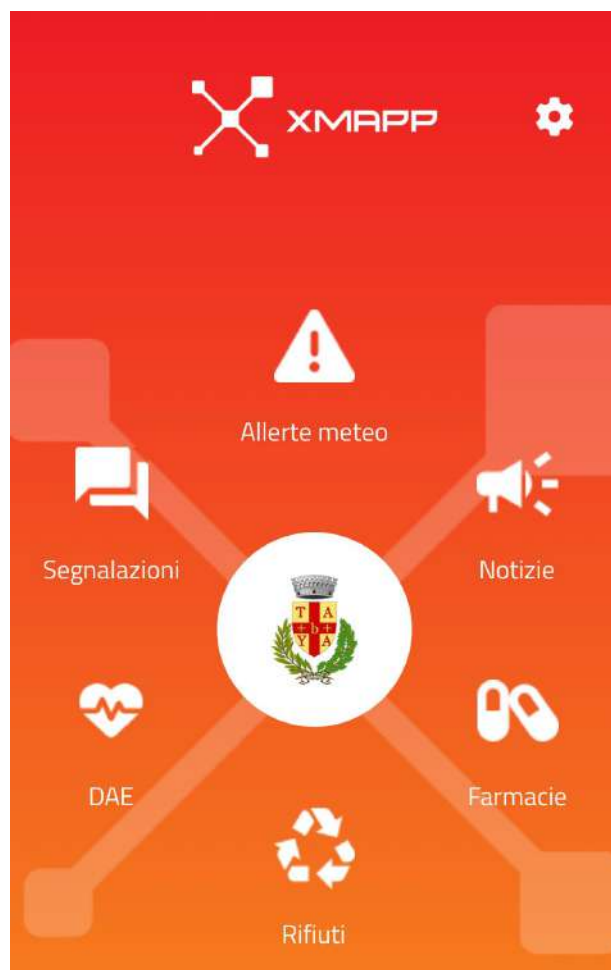 XMAPP
Allerte meteo
Segnalazioni
Notizie
T A
+ b +
Y A
DAE
Farmacie
Rifiuti